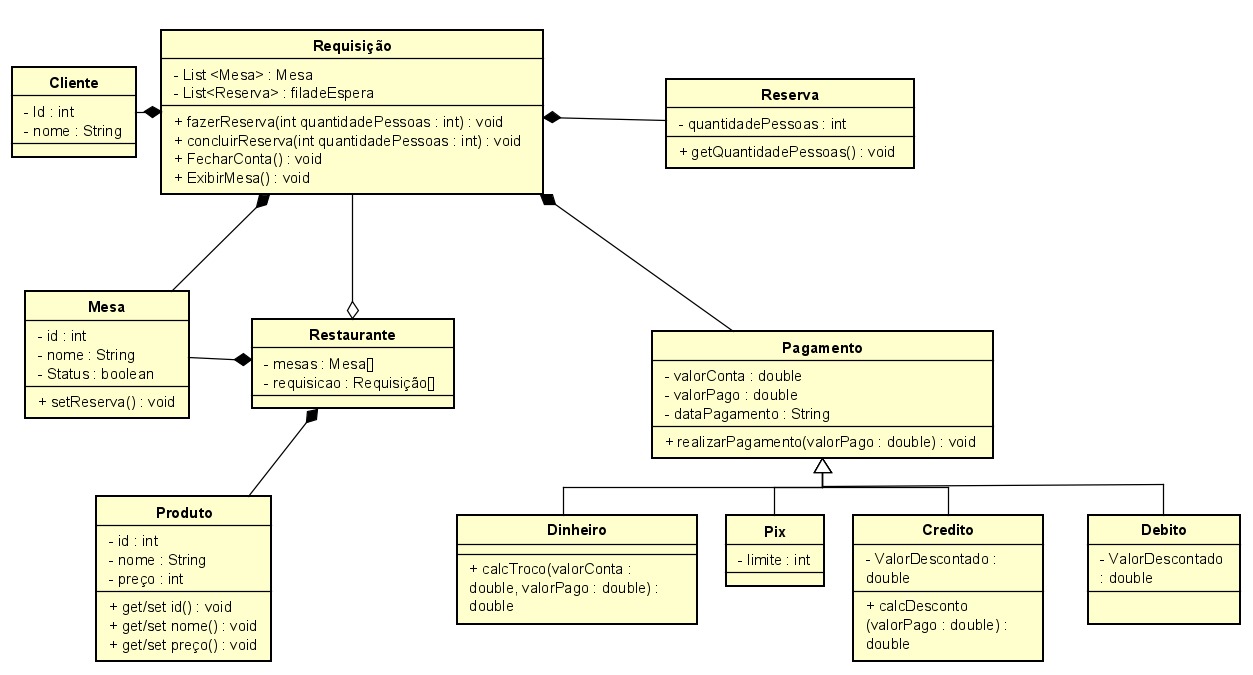 Requisição
- List <Mesa> : Mesa
- List<Reserva> : filadeEspera
+ fazerReserva(int quantidadePessoas : int) : void
+ concluirReserva(int quantidadePessoas : int) : void
+ FecharConta() : void
+ ExibirMesa() : void
Cliente
- Id : int
- nome : String
Reserva
- quantidadePessoas : int
+ getQuantidadePessoas() : void
Mesa
- id : int
- nome : String
- Status : boolean
+ setReserva() : void
Restaurante
- mesas : Mesa[]
- requisicao : Requisição[]
Pagamento
- valorConta : double
- valorPago : double
- dataPagamento : String
+ realizarPagamento(valorPago : double) : void
Produto
- id : int
- nome : String
- preço : int
+ get/set id() : void
+ get/set nome() : void
+ get/set preço() : void
Dinheiro
+ calcTroco(valorConta :
double, valorPago : double) :
double
Pix
- limite : int
Credito
- ValorDescontado :
double
+ calcDesconto
(valorPago : double) :
double
Debito
- ValorDescontado
: double